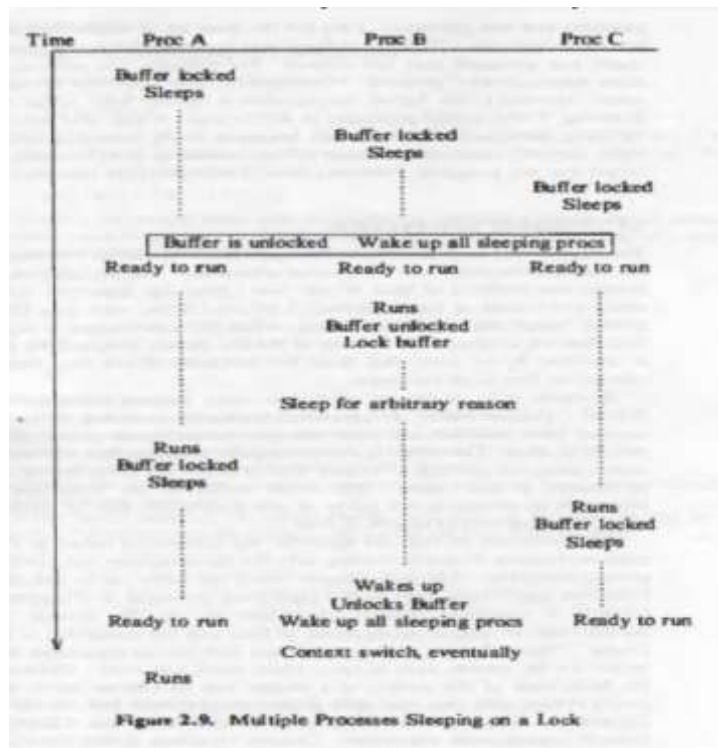 Time Proc A Proc B Proc C
Buffer locked
Sleeps
Buffer locked
Sleeps
Buffer locked
Sleeps
Buffer is unlocked Wake up all sleeping procs
Ready to run Ready to run Ready to run
Runs
Buffer unlocked
Lock buffer
Sleep for arbitrary reason
Runs
Buffer locked
Sleeps
Runs
Buffer locked
Sleeps
Wakes up
Unlocks Buffer
Ready to run Wake up all sleeping procs Ready to run
Context switch, eventually
Runs
Figure 2.9. Multiple Processes Sleeping on a Lock